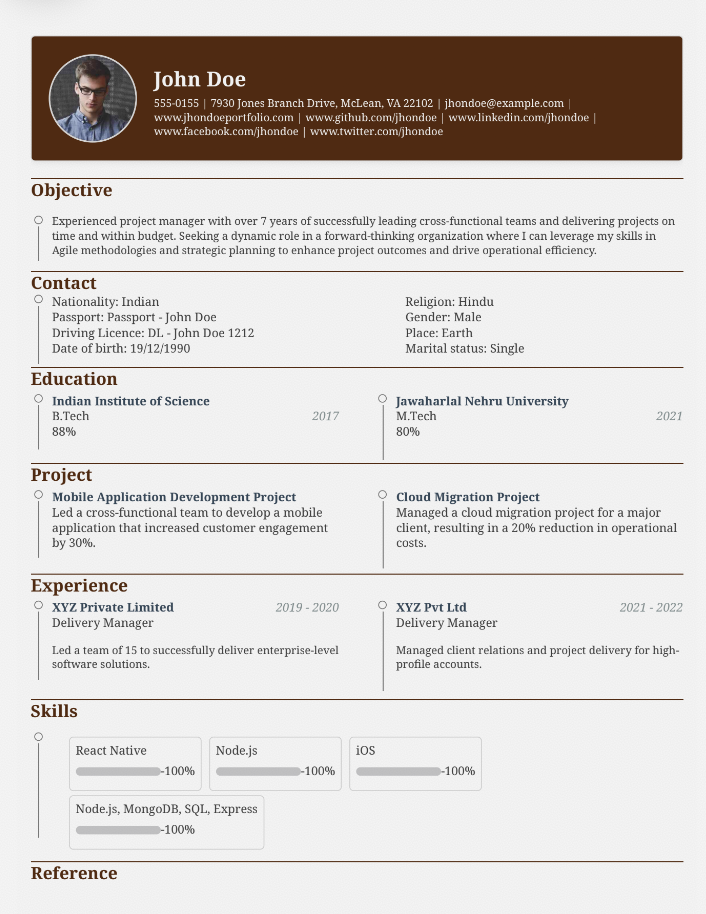 John Doe
555-0155 | 7930 Jones Branch Drive, McLean, VA 22102 | jhondoe@example.com |
www.jhondoeportfolio.com | www.github.com/jhondoe | www.linkedin.com/jhondoe |
www.facebook.com/jhondoe | www.twitter.com/jhondoe
Objective
Experienced project manager with over 7 years of successfully leading cross-functional teams and delivering projects on
time and within budget. Seeking a dynamic role in a forward-thinking organization where I can leverage my skills in
Agile methodologies and strategic planning to enhance project outcomes and drive operational efficiency.
Contact
Nationality: Indian
Passport: Passport - John Doe
Driving Licence: DL - John Doe 1212
Date of birth: 19/12/1990
Religion: Hindu
Gender: Male
Place: Earth
Marital status: Single
Education
Indian Institute of Science
B.Tech 2017
88%
Jawaharlal Nehru University
M.Tech 2021
80%
Project
Mobile Application Development Project
Led a cross-functional team to develop a mobile
application that increased customer engagement
by 30%.
Cloud Migration Project
Managed a cloud migration project for a major
client, resulting in a 20% reduction in operational
costs.
Experience
XYZ Private Limited 2019 - 2020
Delivery Manager
Led a team of 15 to successfully deliver enterprise-level
software solutions.
XYZ Pvt Ltd 2021 - 2022
Delivery Manager
Managed client relations and project delivery for high-
profile accounts.
Skills
React Native
-100%
Node.js
-100%
iOS
-100%
Node.js, MongoDB, SQL, Express
-100%
Reference